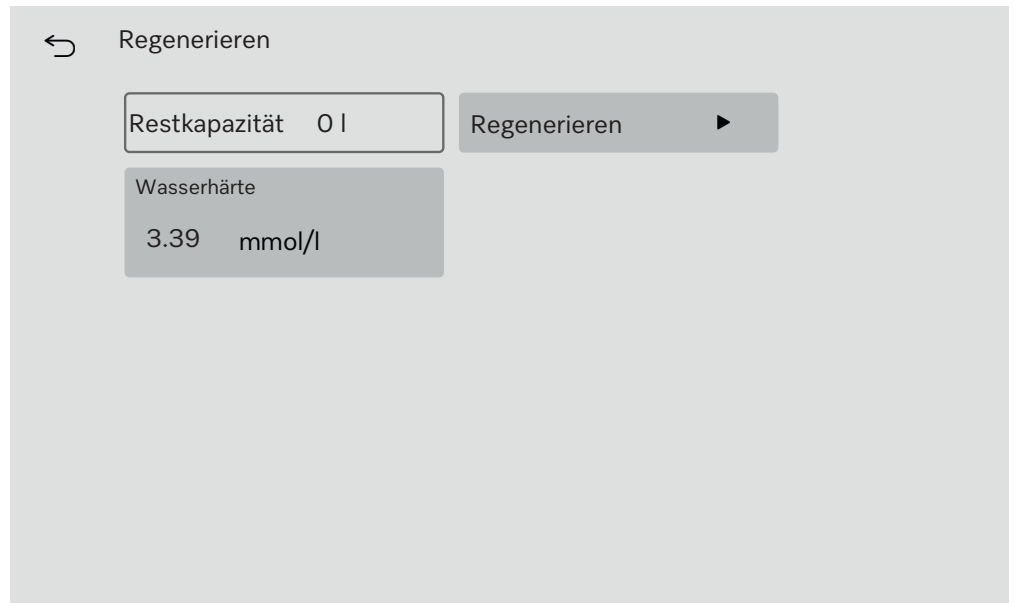 Regenerieren
Restkapazität 0 l
Regenerieren
Wasserhärte
3.39 mmol/l